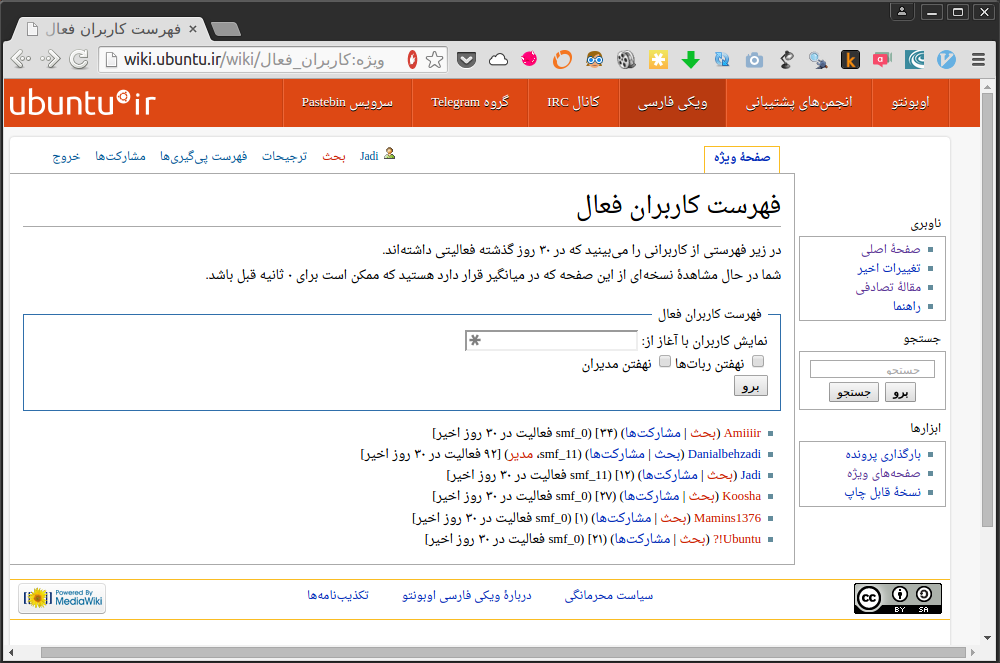 فهرست کاربران فعال
wiki.ubuntu.ir/wiki/ویژه:کاربران_فعال
ubuntu ir
اوبونتو
انجمن‌های پشتیبانی
ویکی فارسی
کانال IRC
گروه Telegram
سرویس Pastebin
Jadi
بحث
ترجیحات
فهرست پی‌گیری‌ها
مشارکت‌ها
خروج
صفحهٔ ویژه
فهرست کاربران فعال
در زیر فهرستی از کاربرانی را می‌بینید که در ۳۰ روز گذشته فعالیتی داشته‌اند.
شما در حال مشاهدهٔ نسخه‌ای از این صفحه که در میانگیر قرار دارد هستید که ممکن است برای ۰ ثانیه قبل باشد.
فهرست کاربران فعال
نمایش کاربران با آغاز از:
نهفتن ربات‌ها نهفتن مدیران
برو
Amiiiir (بحث | مشارکت‌ها) (smf_0) [۳۴ فعالیت در ۳۰ روز اخیر]
Danialbehzadi (بحث | مشارکت‌ها) (smf_11، مدیر) [۹۲ فعالیت در ۳۰ روز اخیر]
Jadi (بحث | مشارکت‌ها) (smf_11) [۱۲ فعالیت در ۳۰ روز اخیر]
Koosha (بحث | مشارکت‌ها) (smf_0) [۲۷ فعالیت در ۳۰ روز اخیر]
Mamins1376 (بحث | مشارکت‌ها) (smf_0) [۱ فعالیت در ۳۰ روز اخیر]
Ubuntu!? (بحث | مشارکت‌ها) (smf_0) [۲۱ فعالیت در ۳۰ روز اخیر]
ناوبری
صفحهٔ اصلی
تغییرات اخیر
مقالهٔ تصادفی
راهنما
جستجو
جستجو
برو جستجو
ابزارها
بارگذاری پرونده
صفحه‌های ویژه
نسخهٔ قابل چاپ
cc BY SA
سیاست محرمانگی
دربارهٔ ویکی فارسی اوبونتو
تکذیب‌نامه‌ها
Powered By
MediaWiki